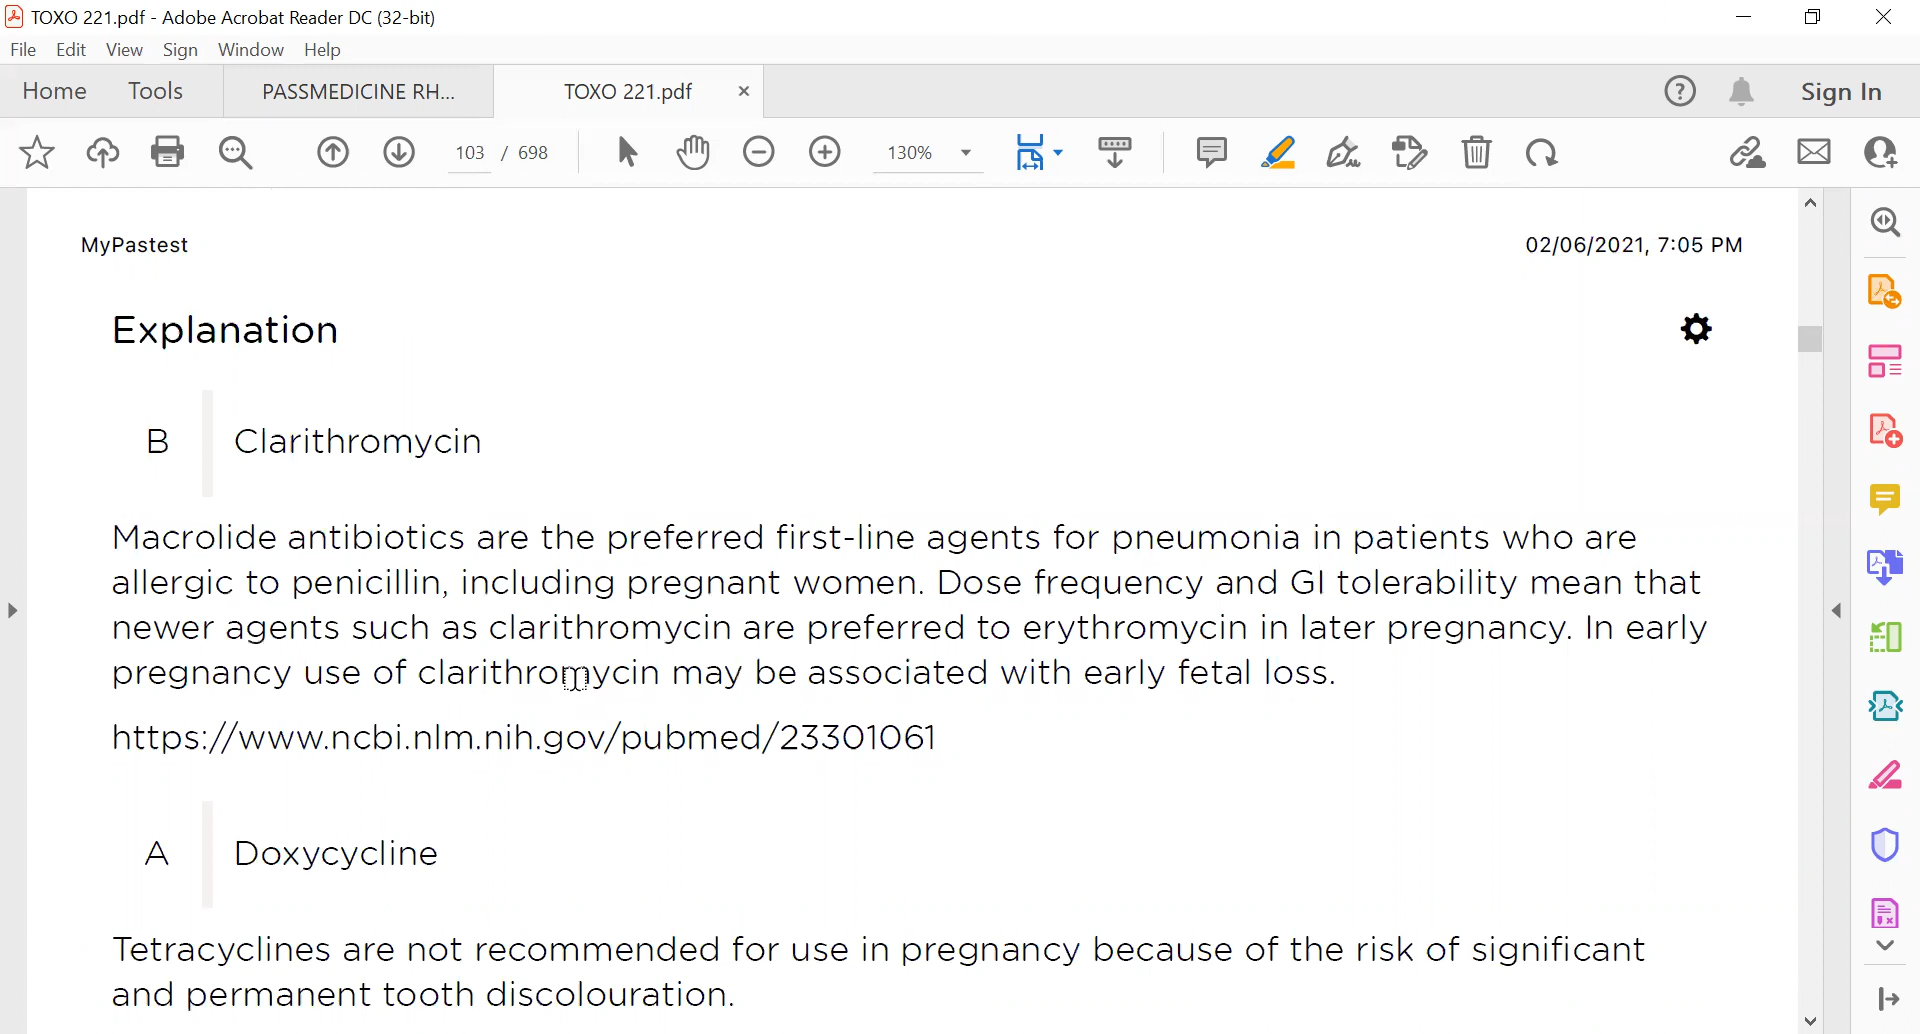 TOXO 221.pdf - Adobe Acrobat Reader DC (32-bit)
File Edit View Sign Window Help
Home Tools PASSMEDICINE RH... TOXO 221.pdf × Sign In
103 / 698 130%
MyPastest 02/06/2021, 7:05 PM
Explanation
B Clarithromycin
Macrolide antibiotics are the preferred first-line agents for pneumonia in patients who are
allergic to penicillin, including pregnant women. Dose frequency and GI tolerability mean that
newer agents such as clarithromycin are preferred to erythromycin in later pregnancy. In early
pregnancy use of clarithromycin may be associated with early fetal loss.
https://www.ncbi.nlm.nih.gov/pubmed/23301061
A Doxycycline
Tetracyclines are not recommended for use in pregnancy because of the risk of significant
and permanent tooth discolouration.